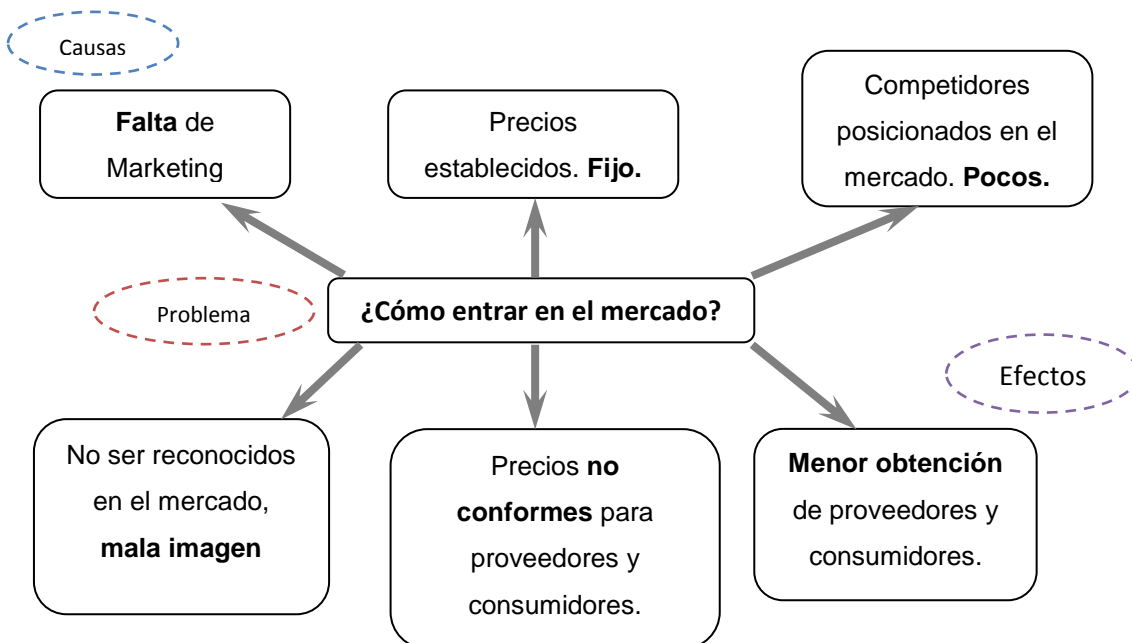 Causas
Falta de
Marketing
Precios
establecidos. Fijo.
Competidores
posicionados en el
mercado. Pocos.
Problema
¿Cómo entrar en el mercado?
Efectos
No ser reconocidos
en el mercado,
mala imagen
Precios no
conformes para
proveedores y
consumidores.
Menor obtención
de proveedores y
consumidores.